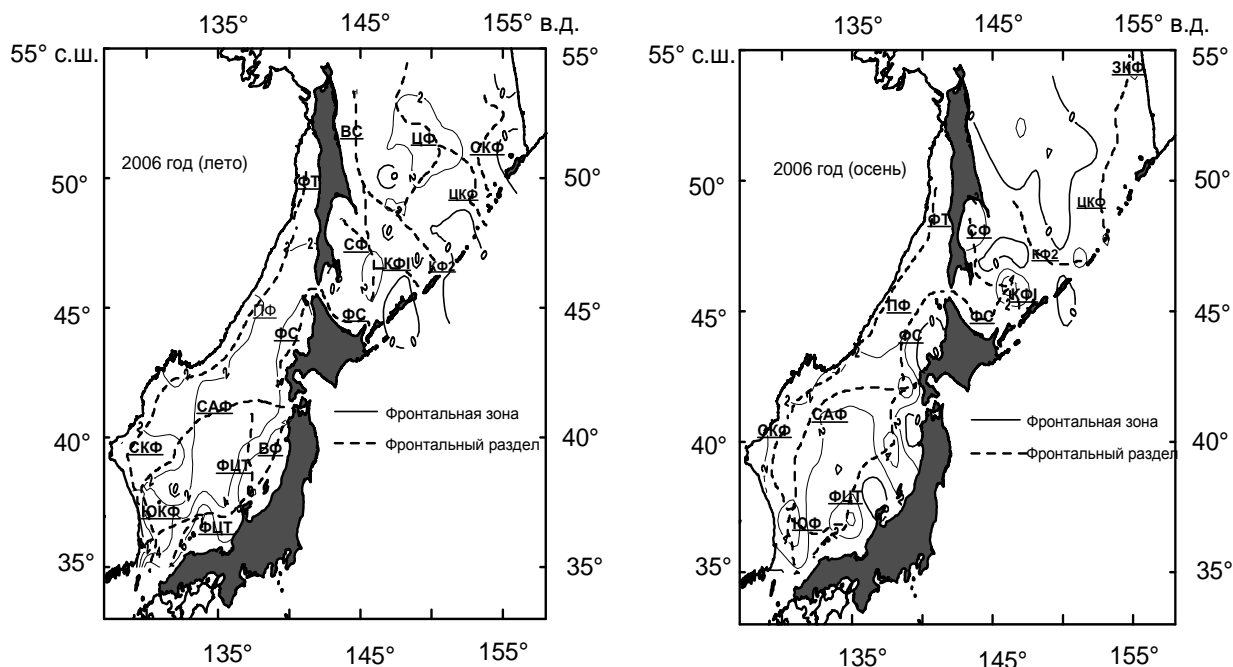 135°
145°
155° в.д.
55° с.ш.
55°
2006 год (лето)
ВС
ЦФ
СКФ
50°
ФТ
50°
ЦКФ
СФ
КФ1
КФ2
45°
ПФ
ФС
ФС
45°
САФ
Фронтальная зона
40°
Фронтальный раздел
40°
СКФ
ВФ
ФЦТ
ЮКФ
ФЦТ
35°
35°
135°
145°
155°
135°
145°
155° в.д.
55° с.ш.
55°
ЗКФ
2006 год (осень)
50°
50°
ЦКФ
ФТ
СФ
КФ2
КФ1
45°
ПФ
ФС
ФС
45°
САФ
Фронтальная зона
40°
СКФ
Фронтальный раздел
40°
ФЦТ
ЮФ
35°
35°
135°
145°
155°